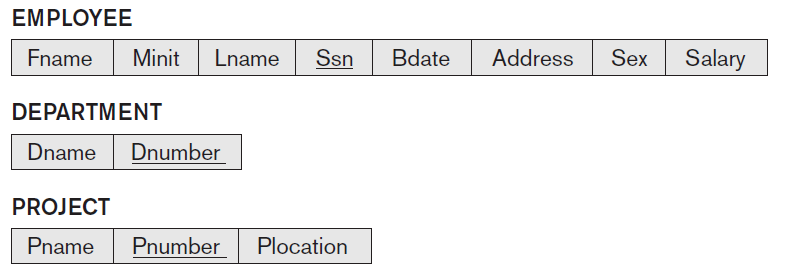 EMPLOYEE
Fname Minit Lname Ssn Bdate Address Sex Salary
DEPARTMENT
Dname Dnumber
PROJECT
Pname Pnumber Plocation